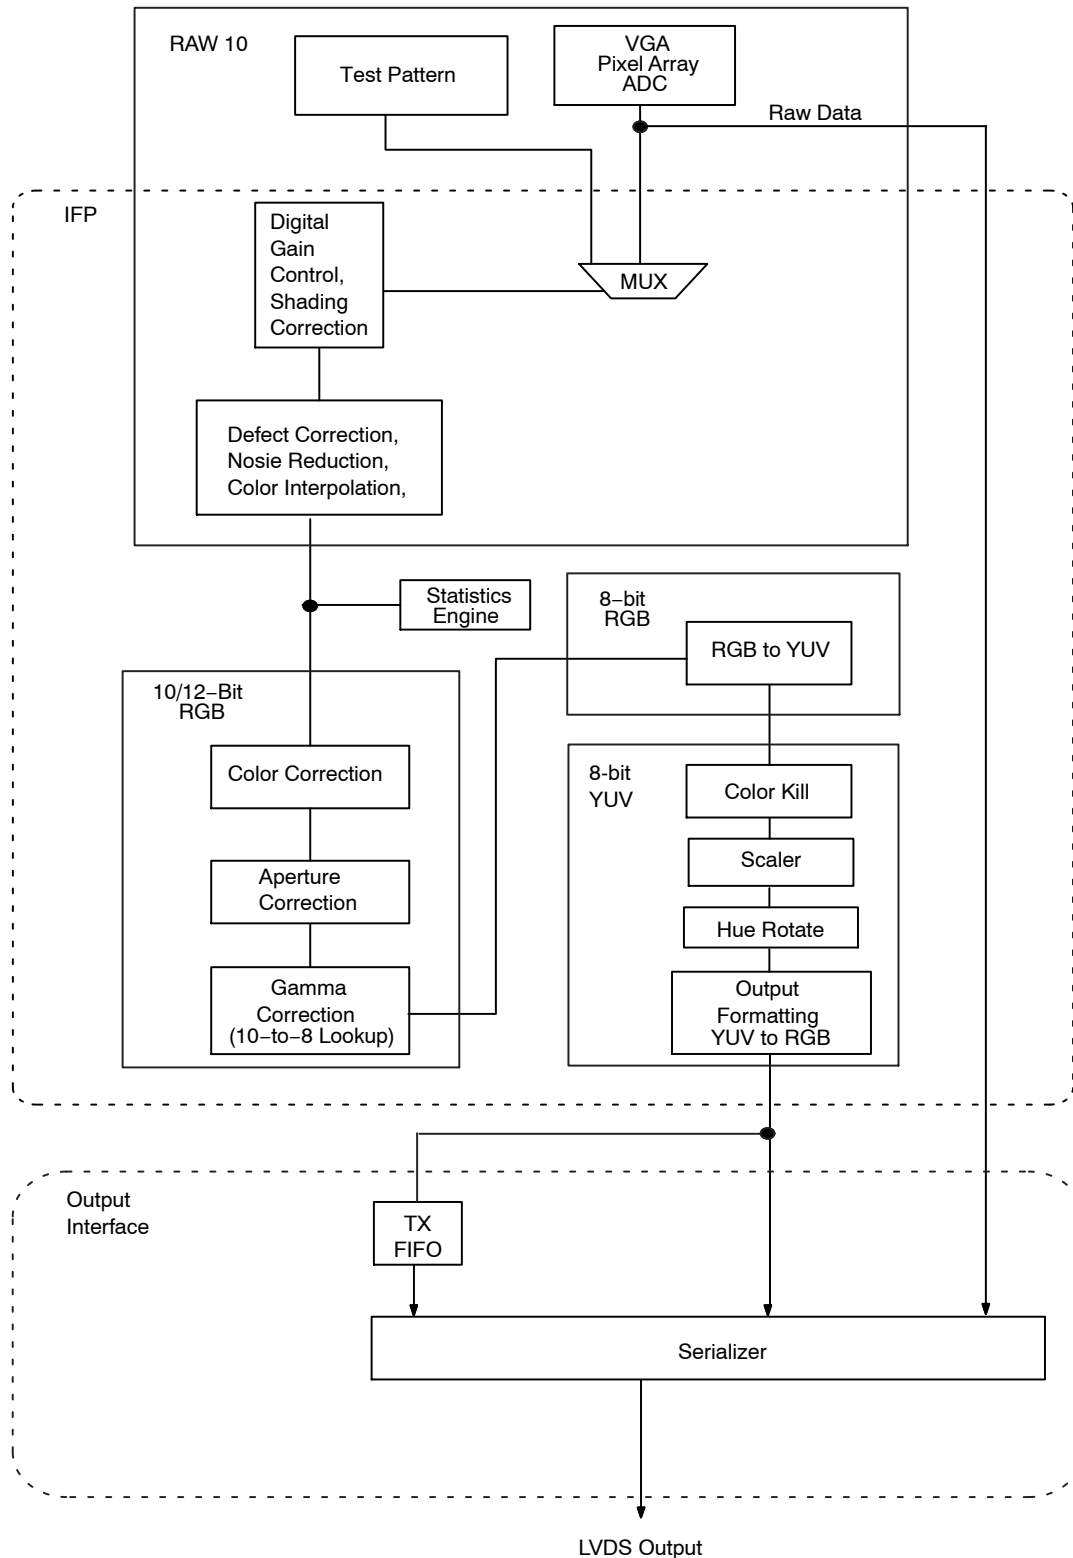 RAW 10
Test Pattern
VGA
Pixel Array
ADC
Raw Data
IFP
Digital
Gain
Control,
Shading
Correction
MUX
Defect Correction,
Nosie Reduction,
Color Interpolation,
Statistics
Engine
8−bit
RGB
RGB to YUV
10/12−Bit
RGB
Color Correction
Aperture
Correction
Gamma
Correction
(10−to−8 Lookup)
8-bit
YUV
Color Kill
Scaler
Hue Rotate
Output
Formatting
YUV to RGB
Output
Interface
TX
FIFO
Serializer
LVDS Output